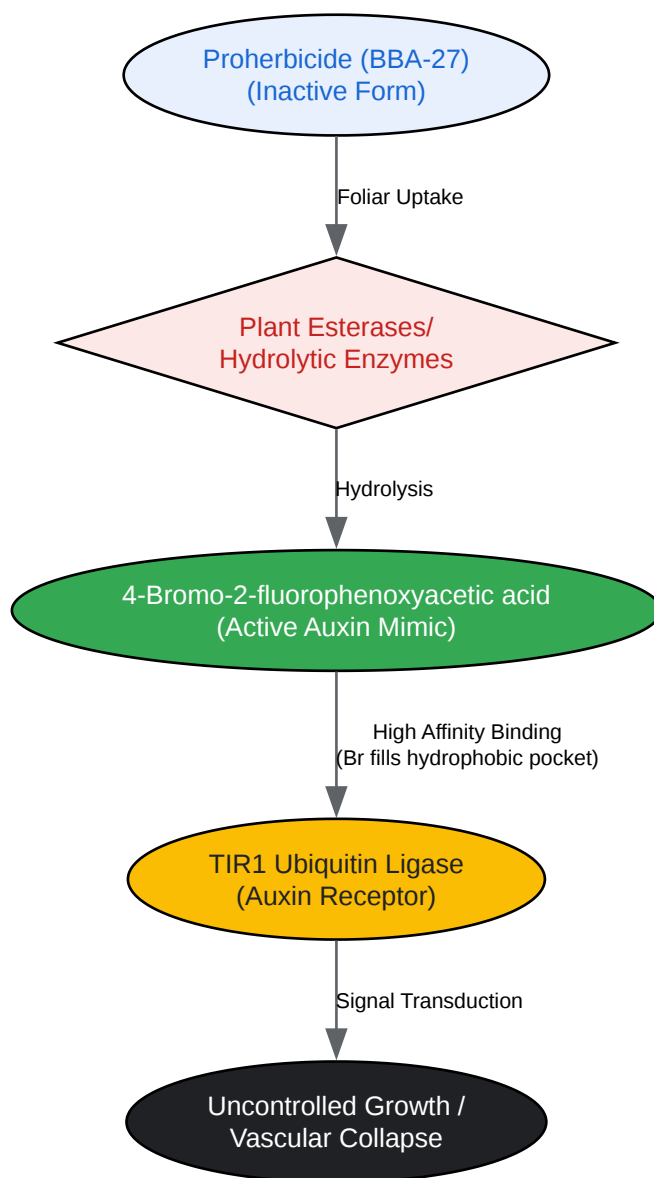 Proherbicide (BBA-27)
(Inactive Form)
Foliar Uptake
Plant Esterases/
Hydrolytic Enzymes
Hydrolysis
4-Bromo-2-fluorophenoxyacetic acid
(Active Auxin Mimic)
High Affinity Binding
(Br fills hydrophobic pocket)
TIR1 Ubiquitin Ligase
(Auxin Receptor)
Signal Transduction
Uncontrolled Growth /
Vascular Collapse